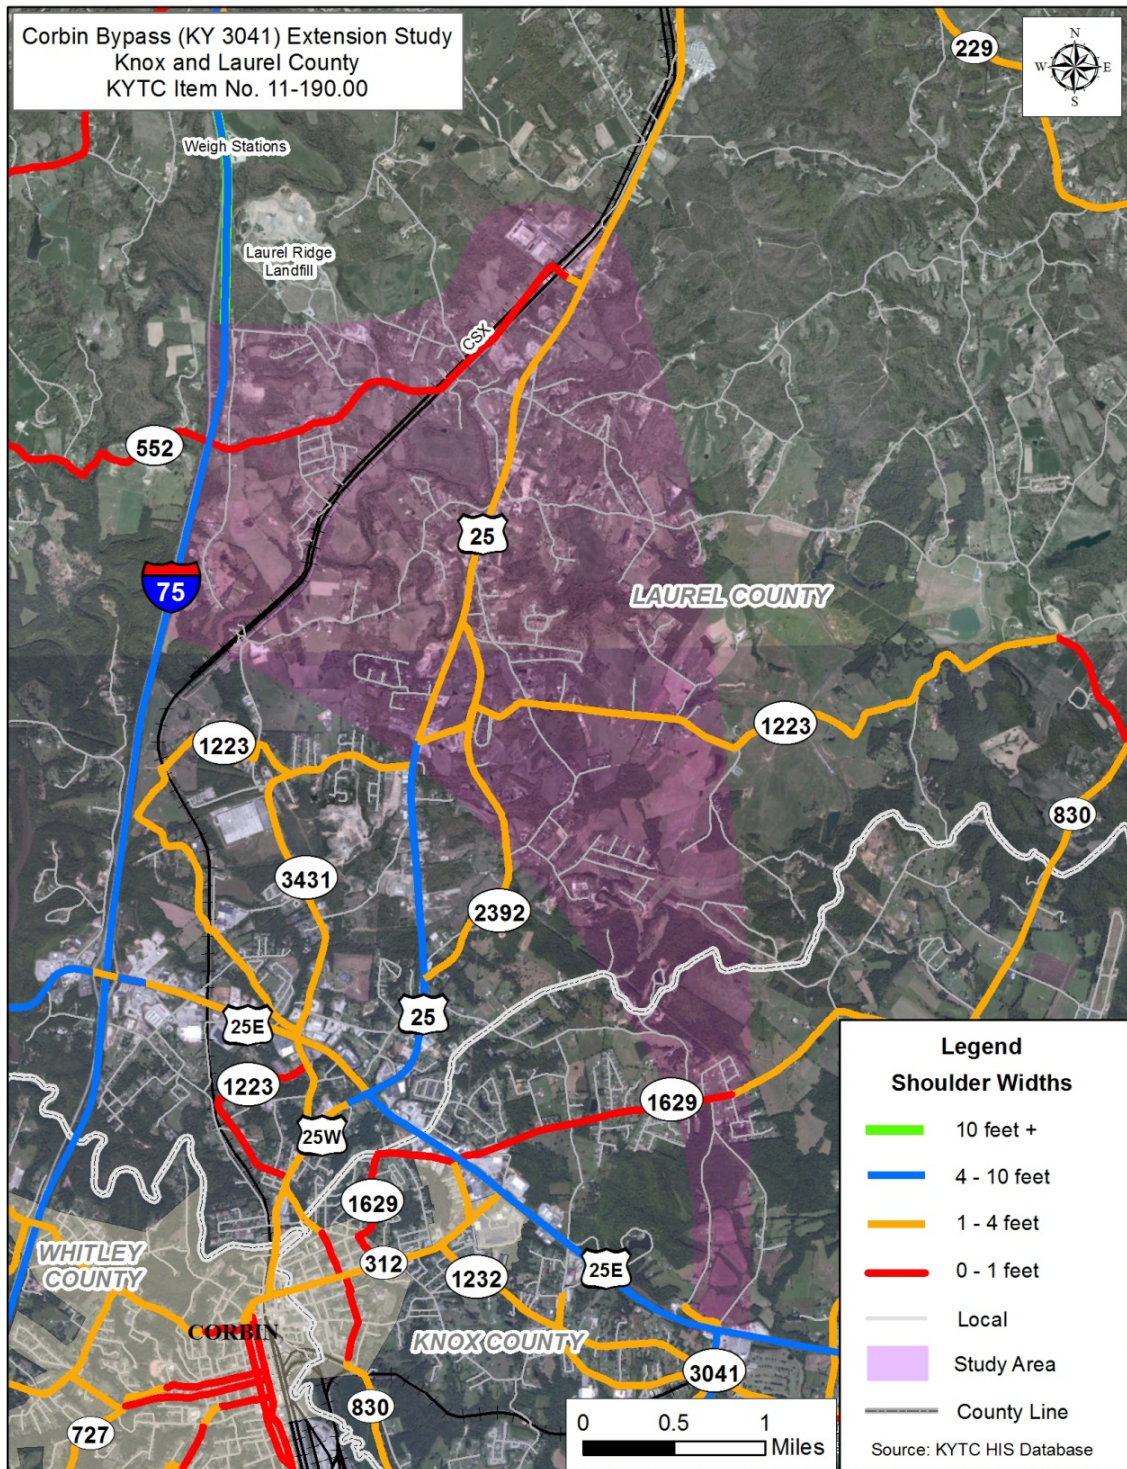 Corbin Bypass (KY 3041) Extension Study
Knox and Laurel County
KYTC Item No. 11-190.00
229
N
W E
S
Weigh Stations
Laurel Ridge
Landfill
CSX
552
25
75
LAUREL COUNTY
1223
1223
830
3431
2392
25
25E
1223
1629
25W
1629
312
WHITLEY
COUNTY
1232
25E
CORBIN
KNOX COUNTY
3041
830
727
0 0.5 1
Miles
Legend
Shoulder Widths
10 feet +
4 - 10 feet
1 - 4 feet
0 - 1 feet
Local
Study Area
County Line
Source: KYTC HIS Database